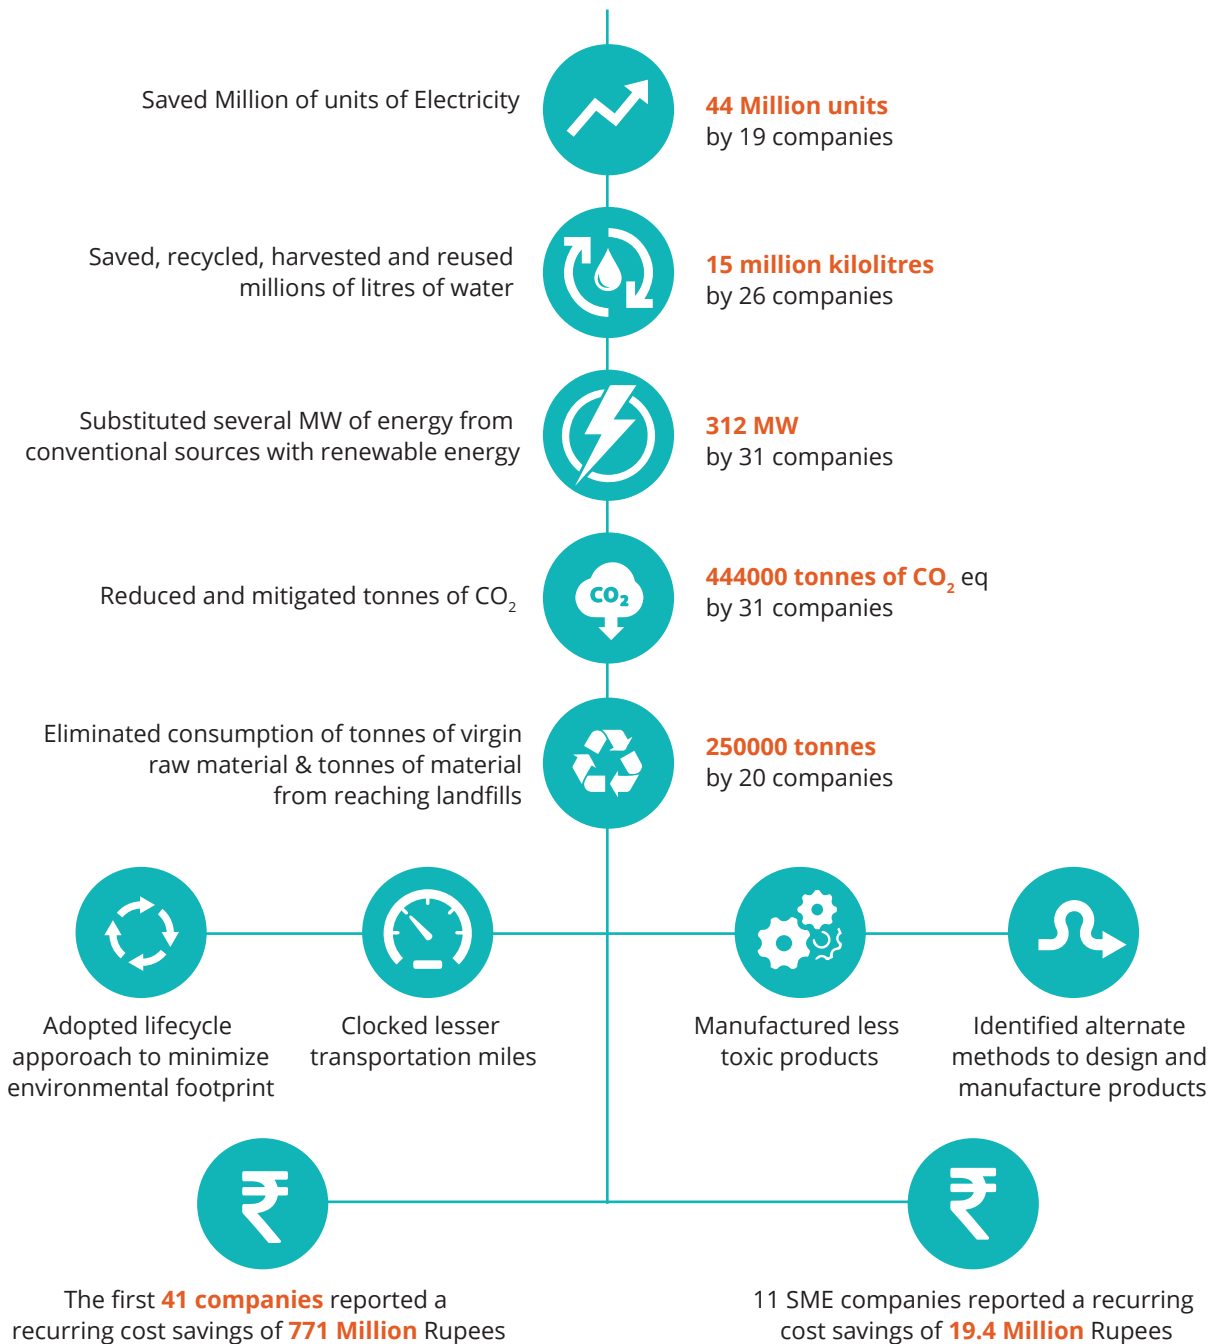 Saved Million of units of Electricity
44 Million units
by 19 companies
Saved, recycled, harvested and reused
millions of litres of water
15 million kilolitres
by 26 companies
Substituted several MW of energy from
conventional sources with renewable energy
312 MW
by 31 companies
Reduced and mitigated tonnes of CO₂
CO₂
444000 tonnes of CO₂ eq
by 31 companies
Eliminated consumption of tonnes of virgin
raw material & tonnes of material
from reaching landfills
250000 tonnes
by 20 companies
Adopted lifecycle
apporoach to minimize
environmental footprint
Clocked lesser
transportation miles
Manufactured less
toxic products
Identified alternate
methods to design and
manufacture products
₹
The first 41 companies reported a
recurring cost savings of 771 Million Rupees
₹
11 SME companies reported a recurring
cost savings of 19.4 Million Rupees